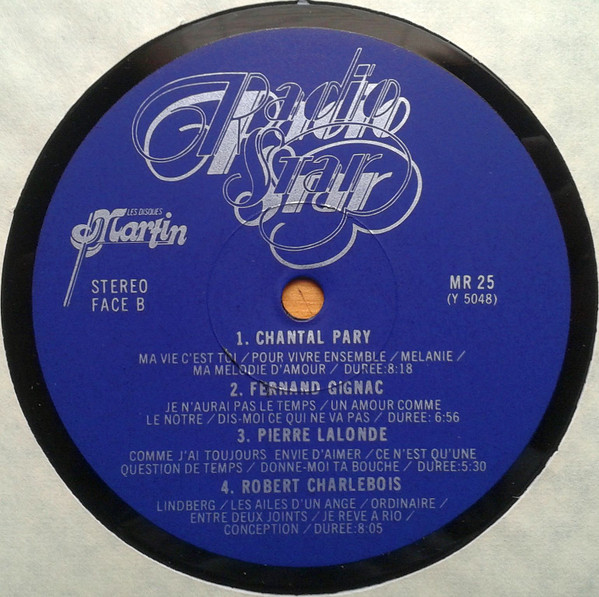 Radio
Star
LES DISQUES
Martin
STEREO
FACE B
MR 25
(Y 5048)
1. CHANTAL PARY
MA VIE C'EST TOI / POUR VIVRE ENSEMBLE / MELANIE /
MA MELODIE D'AMOUR / DUREE:8:18
2. FERNAND GIGNAC
JE N'AURAI PAS LE TEMPS / UN AMOUR COMME
LE NOTRE / DIS-MOI CE QUI NE VA PAS / DUREE: 6:56
3. PIERRE LALONDE
COMME J'AI TOUJOURS ENVIE D'AIMER / CE N'EST QU'UNE
QUESTION DE TEMPS / DONNE-MOI TA BOUCHE / DUREE:5:30
4. ROBERT CHARLEBOIS
LINDBERG / LES AILES D'UN ANGE / ORDINAIRE /
ENTRE DEUX JOINTS / JE REVE A RIO /
CONCEPTION / DUREE:8:05